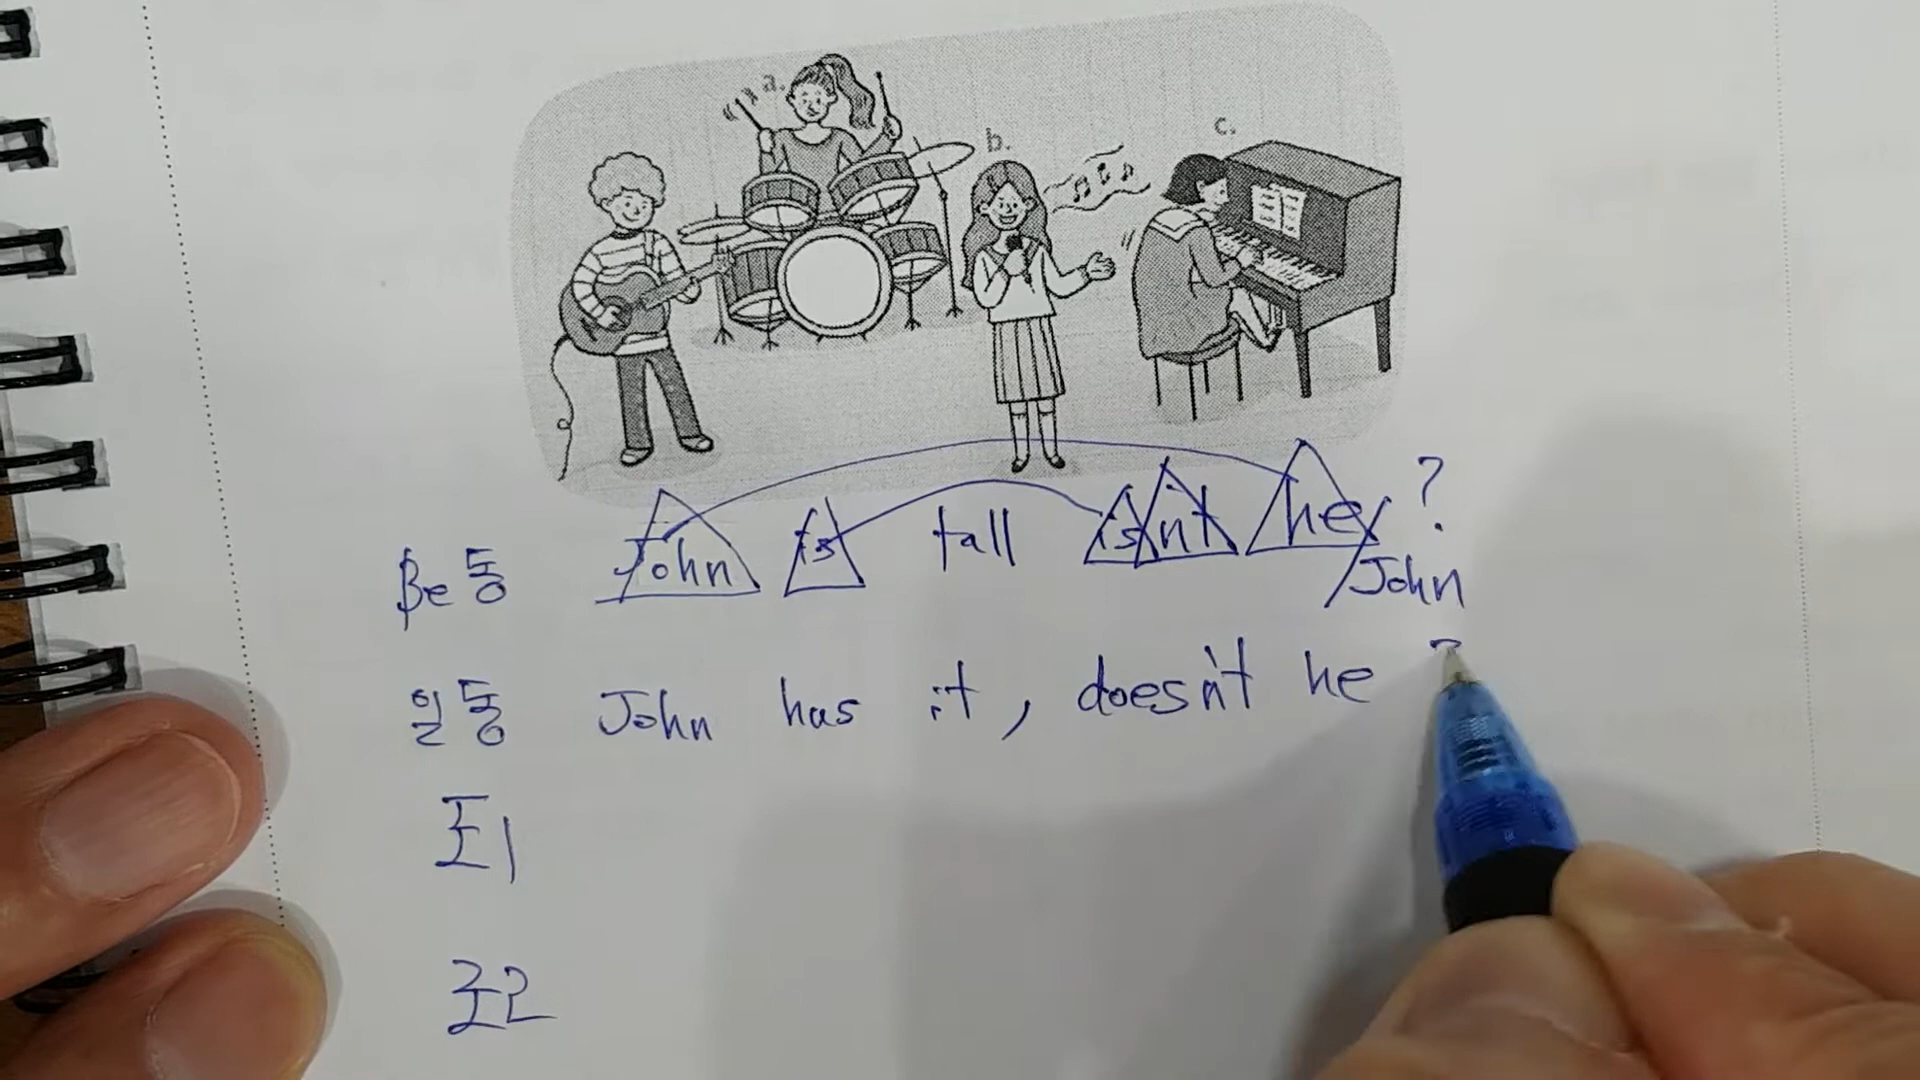 a.
b.
c.
Be동 John is tall isn't he?
John
일동 John has it, doesn't he ?
조1
조2